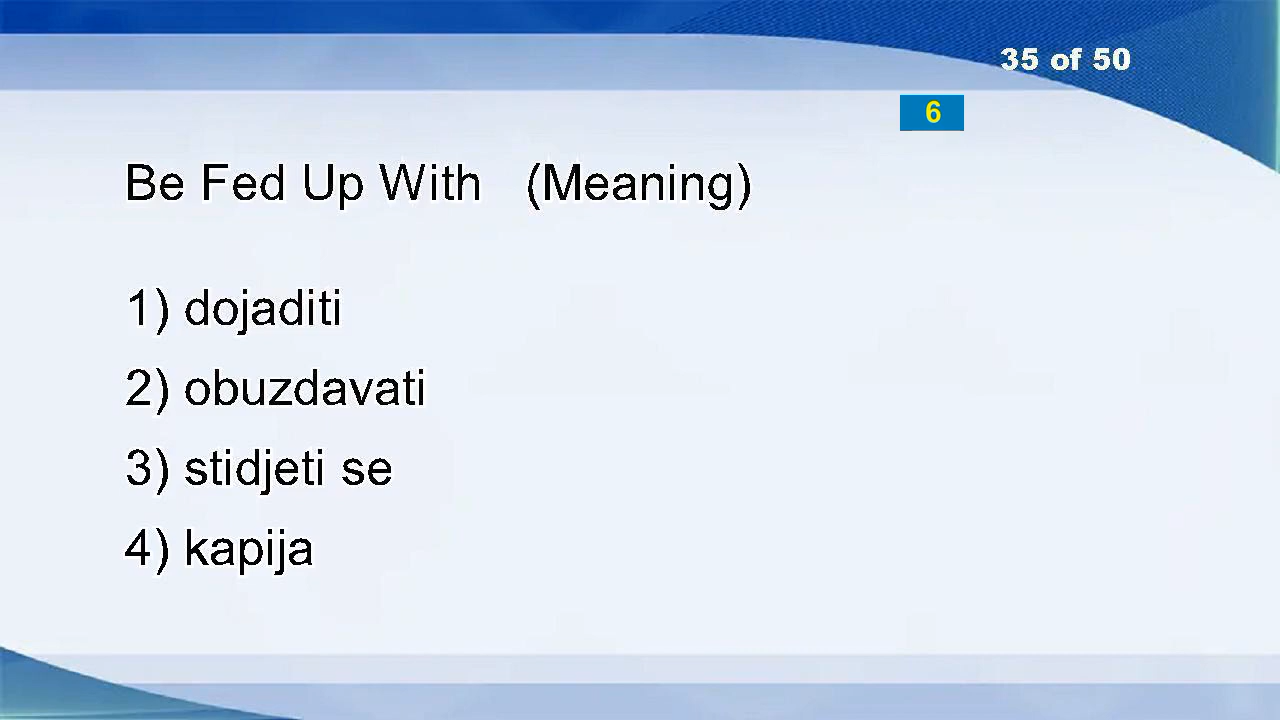 35 of 50
6
Be Fed Up With (Meaning)
1) dojaditi
2) obuzdavati
3) stidjeti se
4) kapija